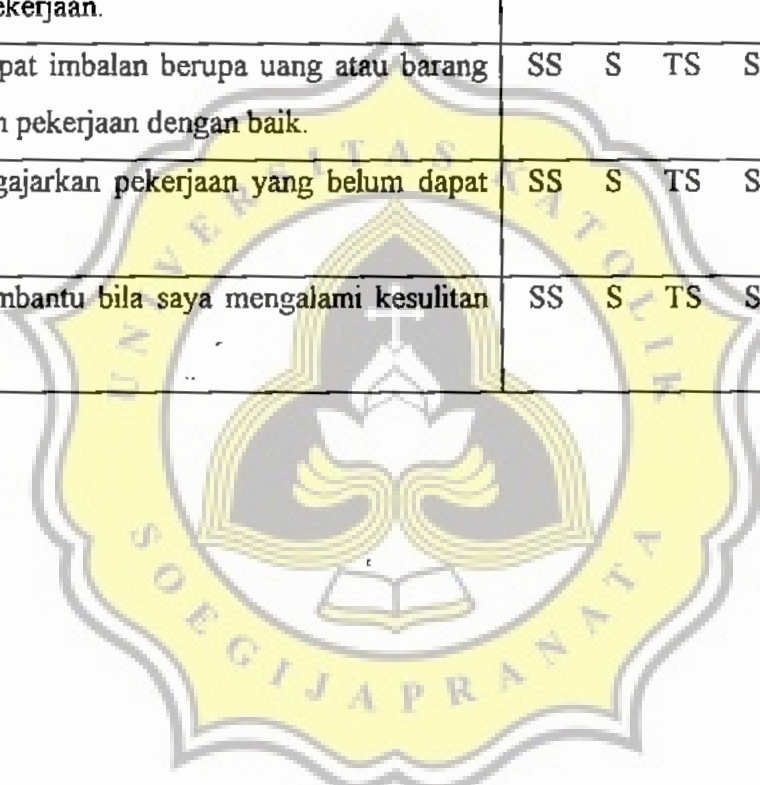 ekerjaan.
pat imbalan berupa uang atau barang SS S TS S
n pekerjaan dengan baik.
gajarkan pekerjaan yang belum dapat SS S TS S
mbantu bila saya mengalami kesulitan SS S TS S
UNIVERSITAS KATOLIK
SOEGIJAPRANATA